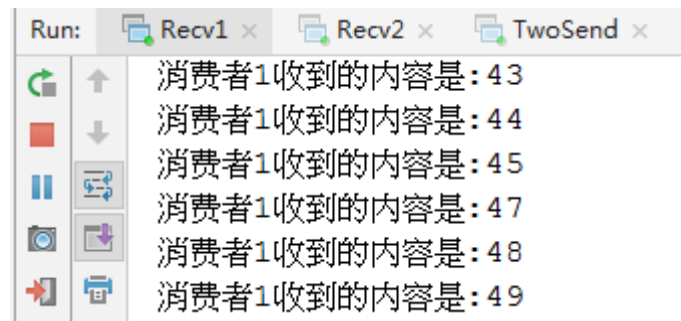 Run: Recv1 × Recv2 × TwoSend ×
消费者1收到的内容是:43
消费者1收到的内容是:44
消费者1收到的内容是:45
消费者1收到的内容是:47
消费者1收到的内容是:48
消费者1收到的内容是:49